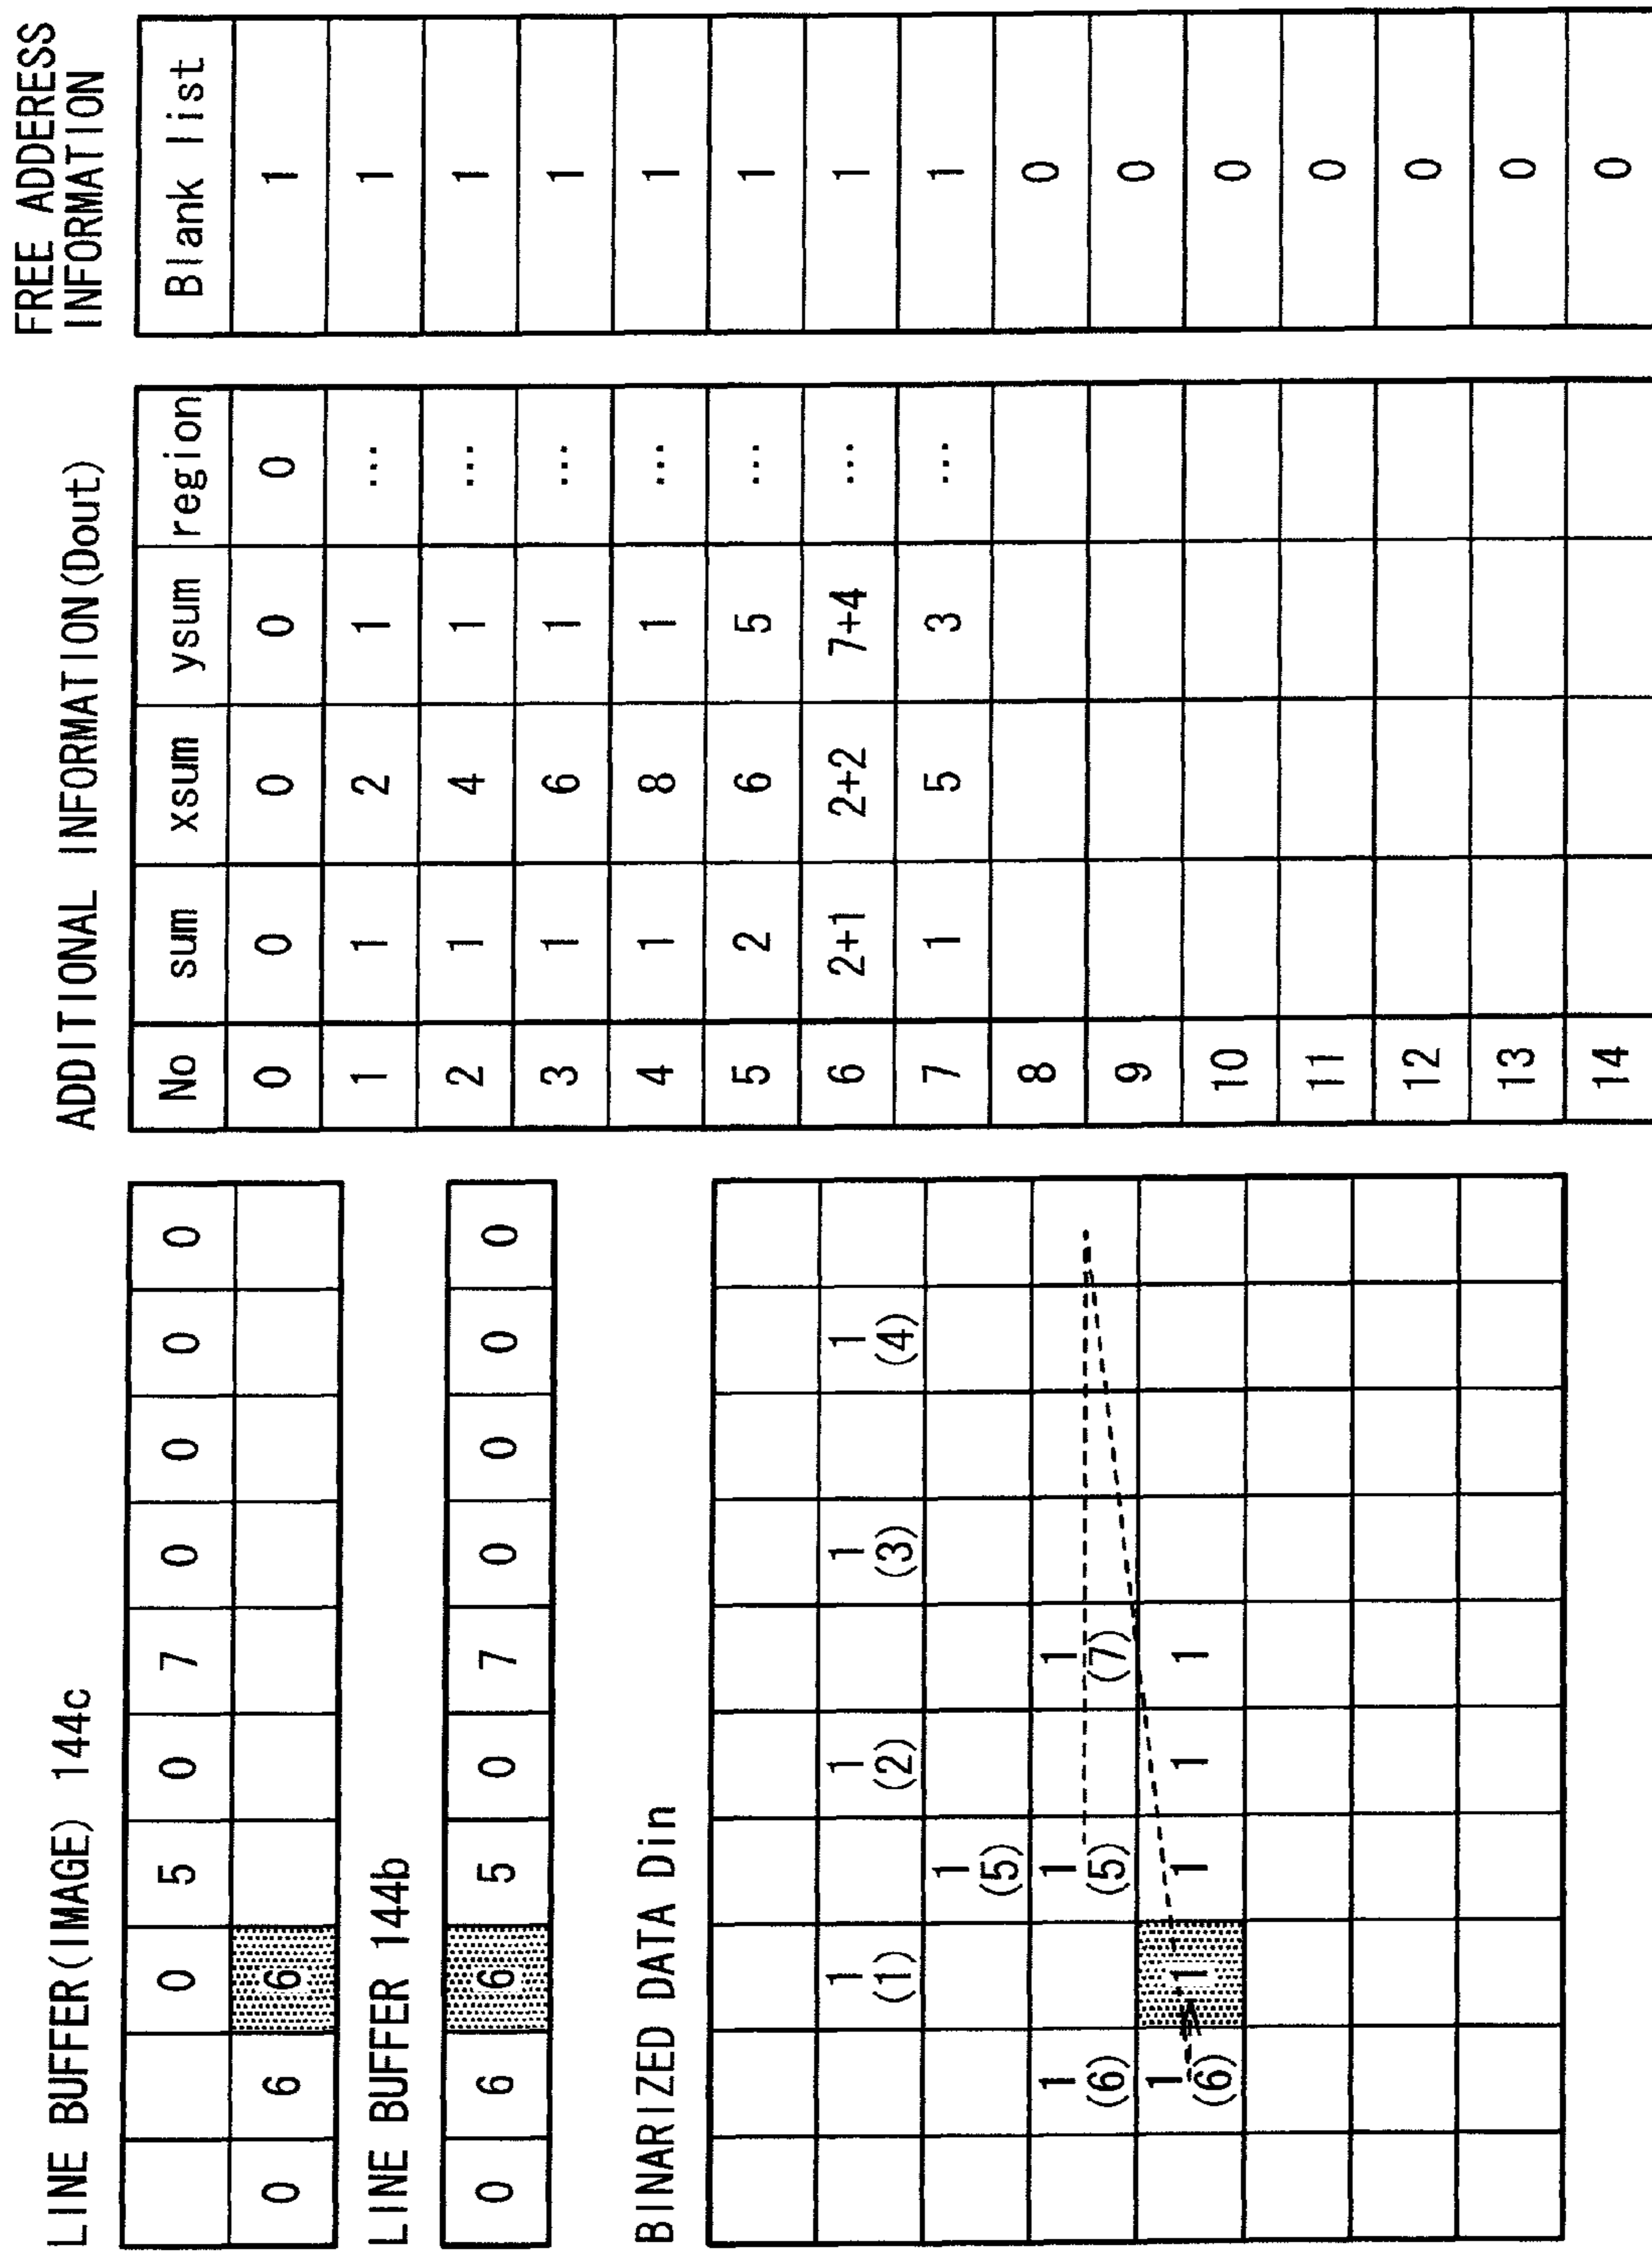 LINE BUFFER(IMAGE) 144c
0 5 0 7 0 0 0 0
0 6 6
LINE BUFFER 144b
0 6 6 5 0 7 0 0 0 0
BINARIZED DATA Din
1 1 1 1
(1) (2) (3) (4)
1
(5)
1 1 1
(6) (5) (7)
1 1 1 1 1
(6)
ADDITIONAL INFORMATION(Dout)
No sum xsum ysum region
0 0 0 0 0
1 1 2 1 ...
2 1 4 1 ...
3 1 6 1 ...
4 1 8 1 ...
5 2 6 5 ...
6 2+1 2+2 7+4 ...
7 1 5 3 ...
8
9
10
11
12
13
14
FREE ADDERESS
INFORMATION
Blank list
1
1
1
1
1
1
1
1
0
0
0
0
0
0
0